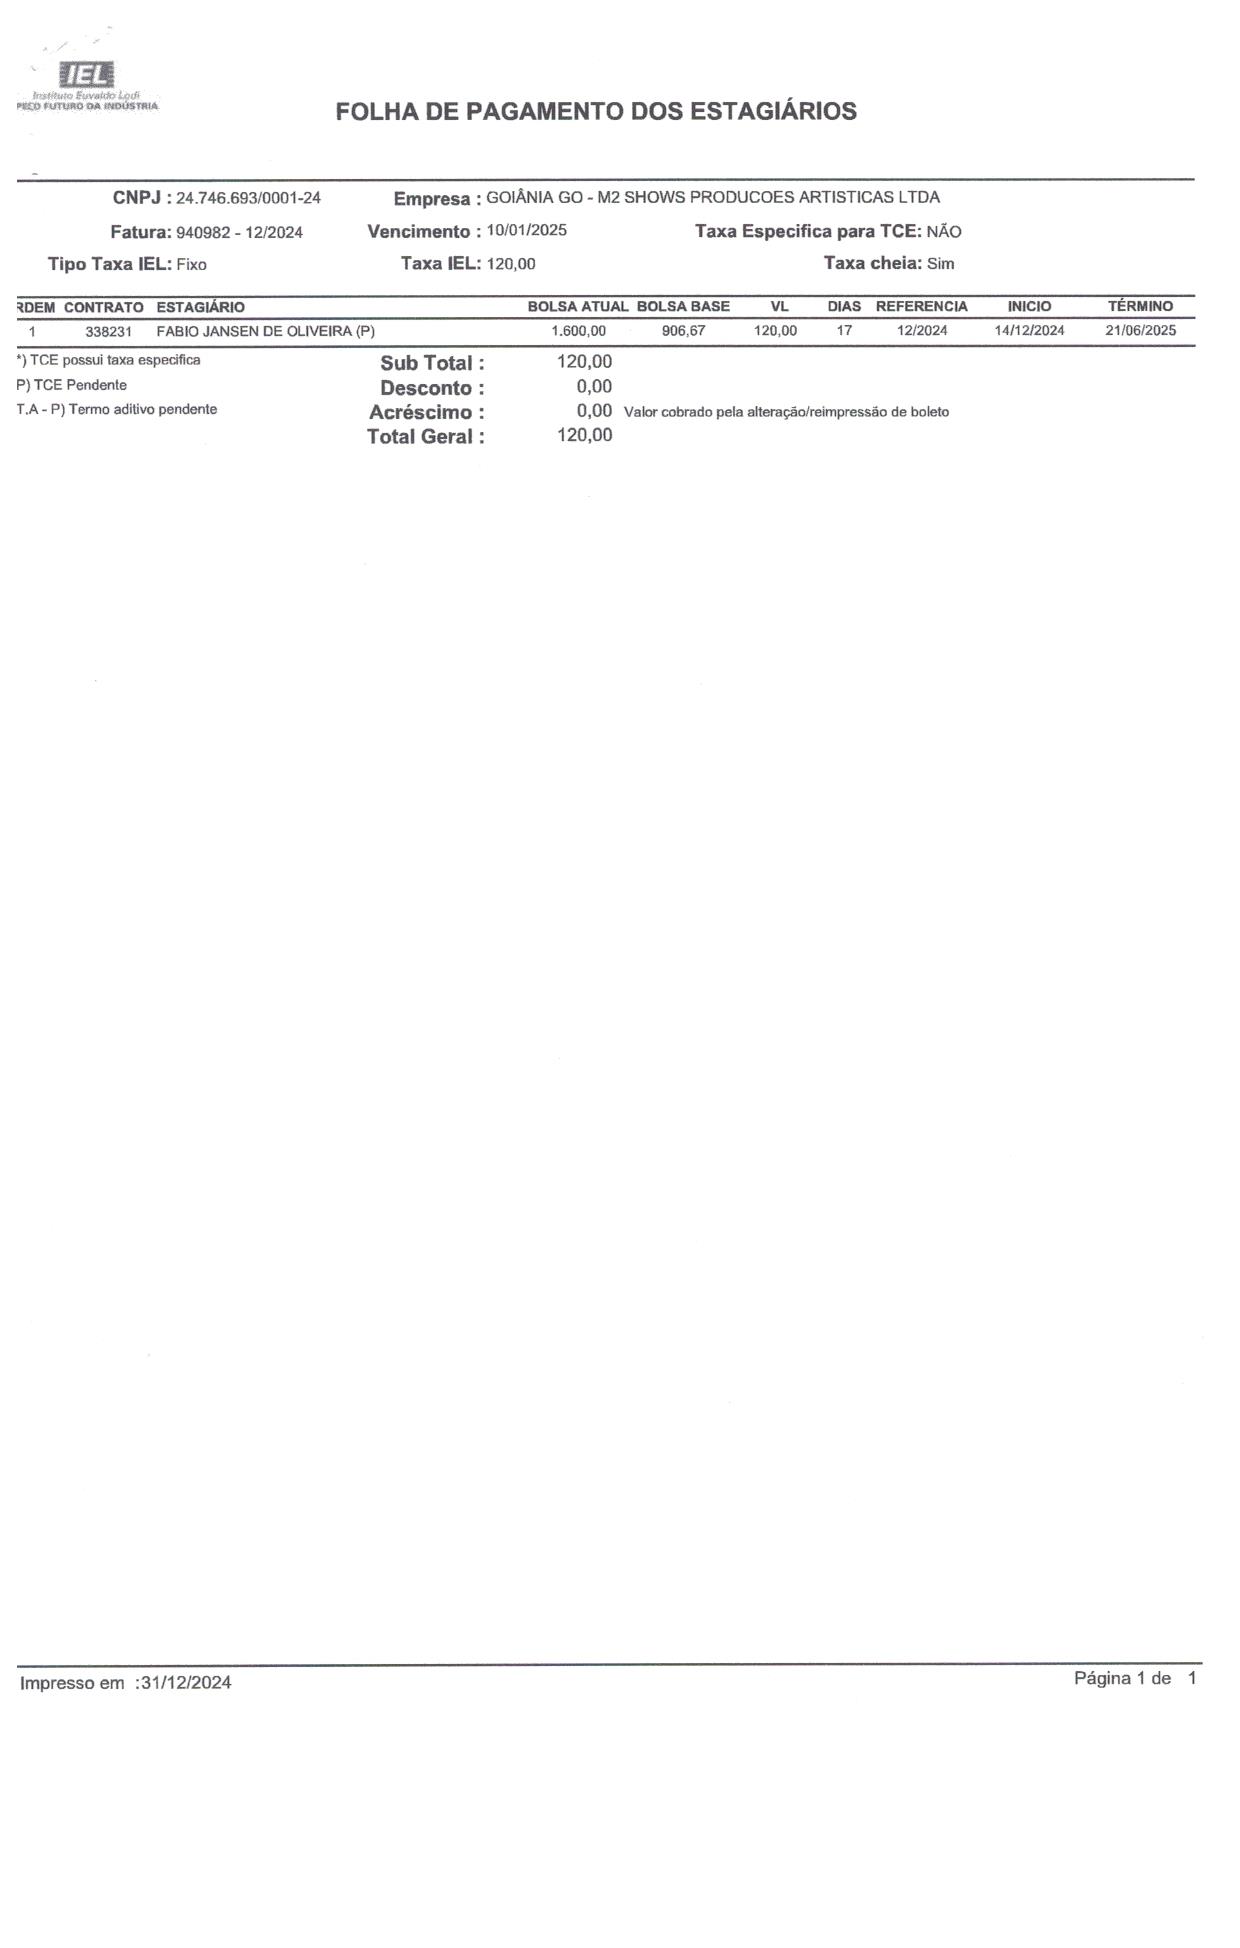 IEL
Instituto Euvaldo Lodi
PELO FUTURO DA INDÚSTRIA
FOLHA DE PAGAMENTO DOS ESTAGIÁRIOS
CNPJ : 24.746.693/0001-24 Empresa : GOIÂNIA GO - M2 SHOWS PRODUCOES ARTISTICAS LTDA
Fatura: 940982 - 12/2024 Vencimento : 10/01/2025 Taxa Especifica para TCE: NÃO
Tipo Taxa IEL: Fixo Taxa IEL: 120,00 Taxa cheia: Sim
RDEM CONTRATO ESTAGIÁRIO BOLSA ATUAL BOLSA BASE VL DIAS REFERENCIA INICIO TÉRMINO
1 338231 FABIO JANSEN DE OLIVEIRA (P) 1.600,00 906,67 120,00 17 12/2024 14/12/2024 21/06/2025
*) TCE possui taxa especifica Sub Total : 120,00
P) TCE Pendente Desconto : 0,00
T.A - P) Termo aditivo pendente Acréscimo : 0,00 Valor cobrado pela alteração/reimpressão de boleto
Total Geral : 120,00
Impresso em :31/12/2024 Página 1 de 1